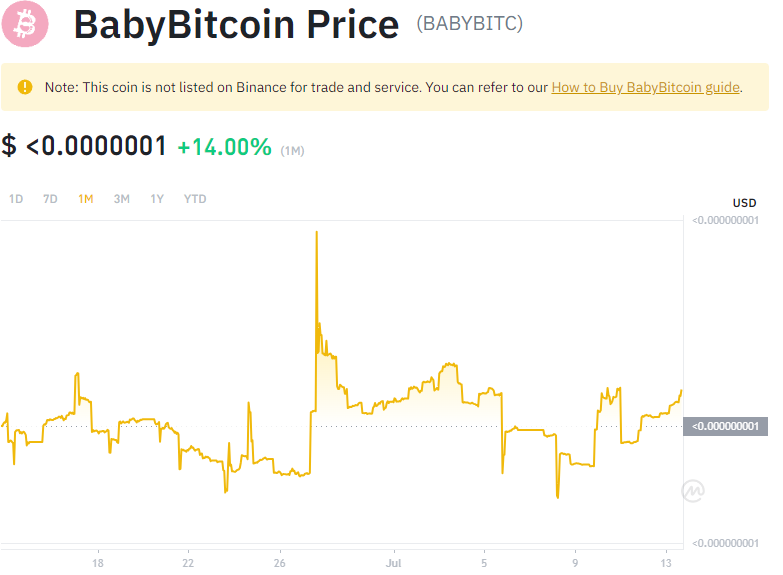 BabyBitcoin Price (BABYBITC)
Note: This coin is not listed on Binance for trade and service. You can refer to our How to Buy BabyBitcoin guide.
$ <0.0000001 +14.00% (1M)
1D 7D 1M 3M 1Y YTD
USD
<0.000000001
<0.000000001
<0.000000001
18 22 26 Jul 5 9 13